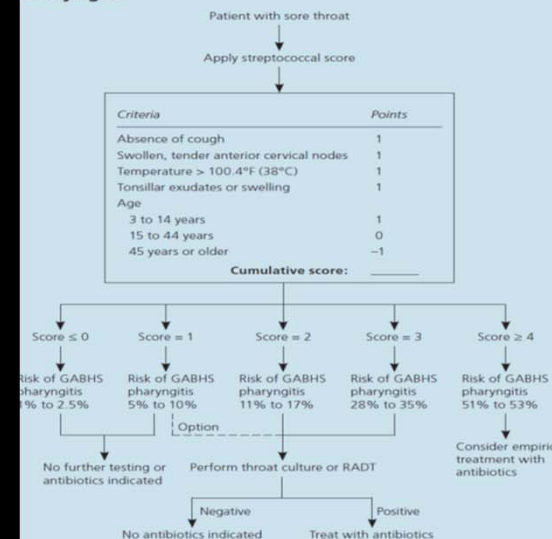 Patient with sore throat
Apply streptococcal score
Criteria Points
Absence of cough 1
Swollen, tender anterior cervical nodes 1
Temperature > 100.4°F (38°C) 1
Tonsillar exudates or swelling 1
Age
3 to 14 years 1
15 to 44 years 0
45 years or older −1
Cumulative score:
Score ≤ 0
Score = 1
Score = 2
Score = 3
Score ≥ 4
Risk of GABHS
pharyngitis
1% to 2.5%
Risk of GABHS
pharyngitis
5% to 10%
Risk of GABHS
pharyngitis
11% to 17%
Risk of GABHS
pharyngitis
28% to 35%
Risk of GABHS
pharyngitis
51% to 53%
Option
No further testing or
antibiotics indicated
Perform throat culture or RADT
Consider empiric
treatment with
antibiotics
Negative
Positive
No antibiotics indicated
Treat with antibiotics